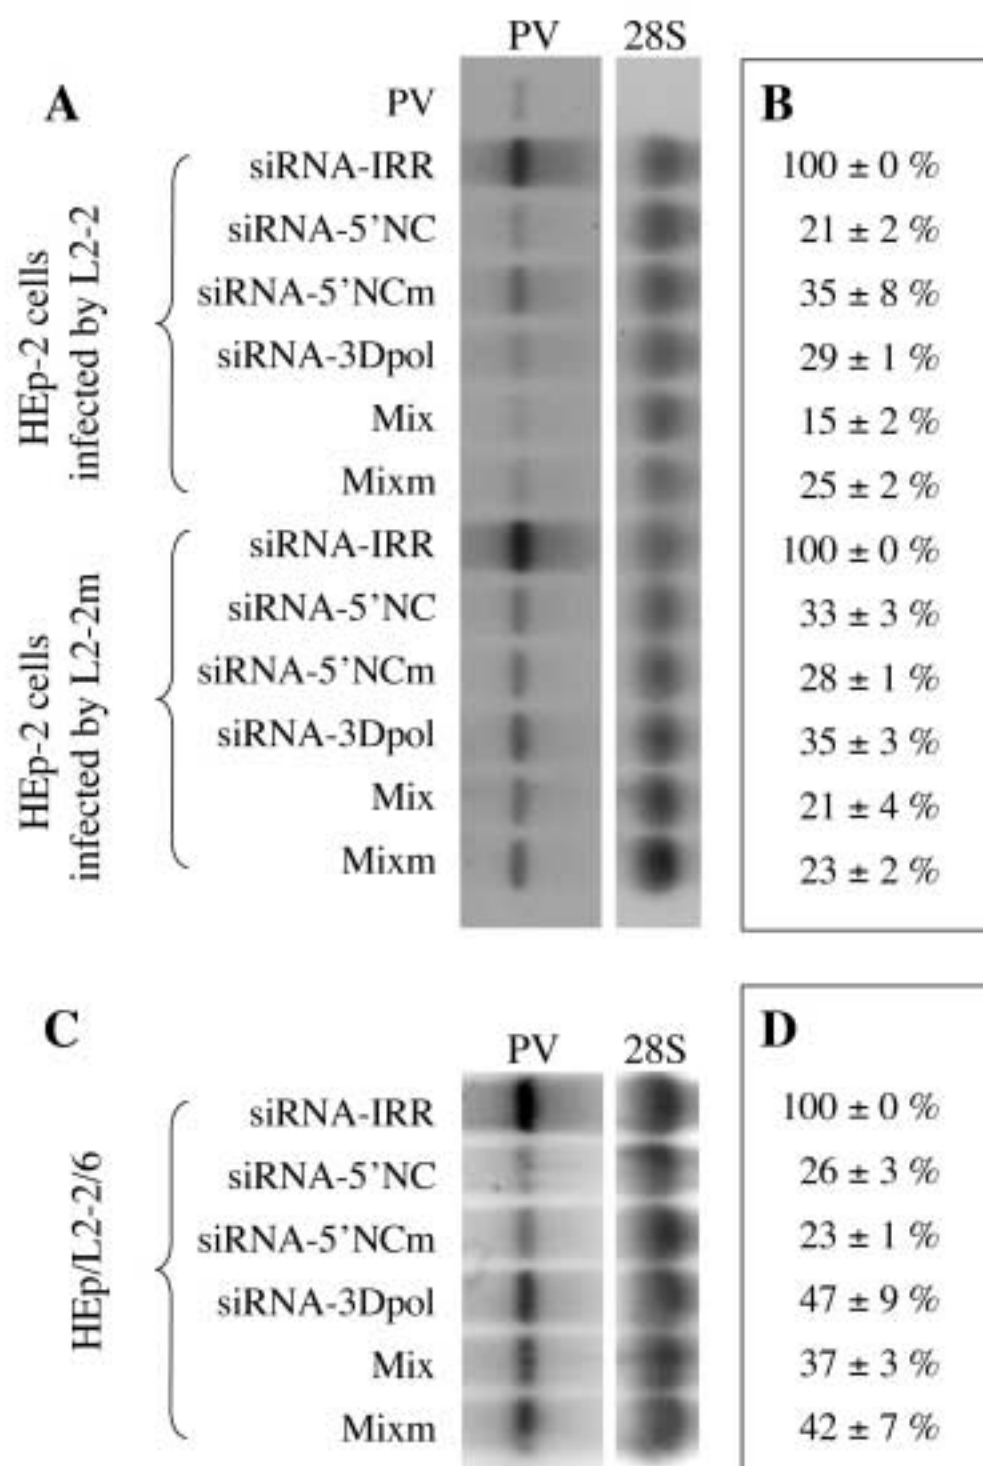 PV 28S
A B
PV
siRNA-IRR 100 ± 0 %
siRNA-5’NC 21 ± 2 %
siRNA-5’NCm 35 ± 8 %
siRNA-3Dpol 29 ± 1 %
Mix 15 ± 2 %
Mixm 25 ± 2 %
HEp-2 cells
infected by L2-2
siRNA-IRR 100 ± 0 %
siRNA-5’NC 33 ± 3 %
siRNA-5’NCm 28 ± 1 %
siRNA-3Dpol 35 ± 3 %
Mix 21 ± 4 %
Mixm 23 ± 2 %
HEp-2 cells
infected by L2-2m
C D
PV 28S
siRNA-IRR 100 ± 0 %
siRNA-5’NC 26 ± 3 %
siRNA-5’NCm 23 ± 1 %
siRNA-3Dpol 47 ± 9 %
Mix 37 ± 3 %
Mixm 42 ± 7 %
HEp/L2-2/6